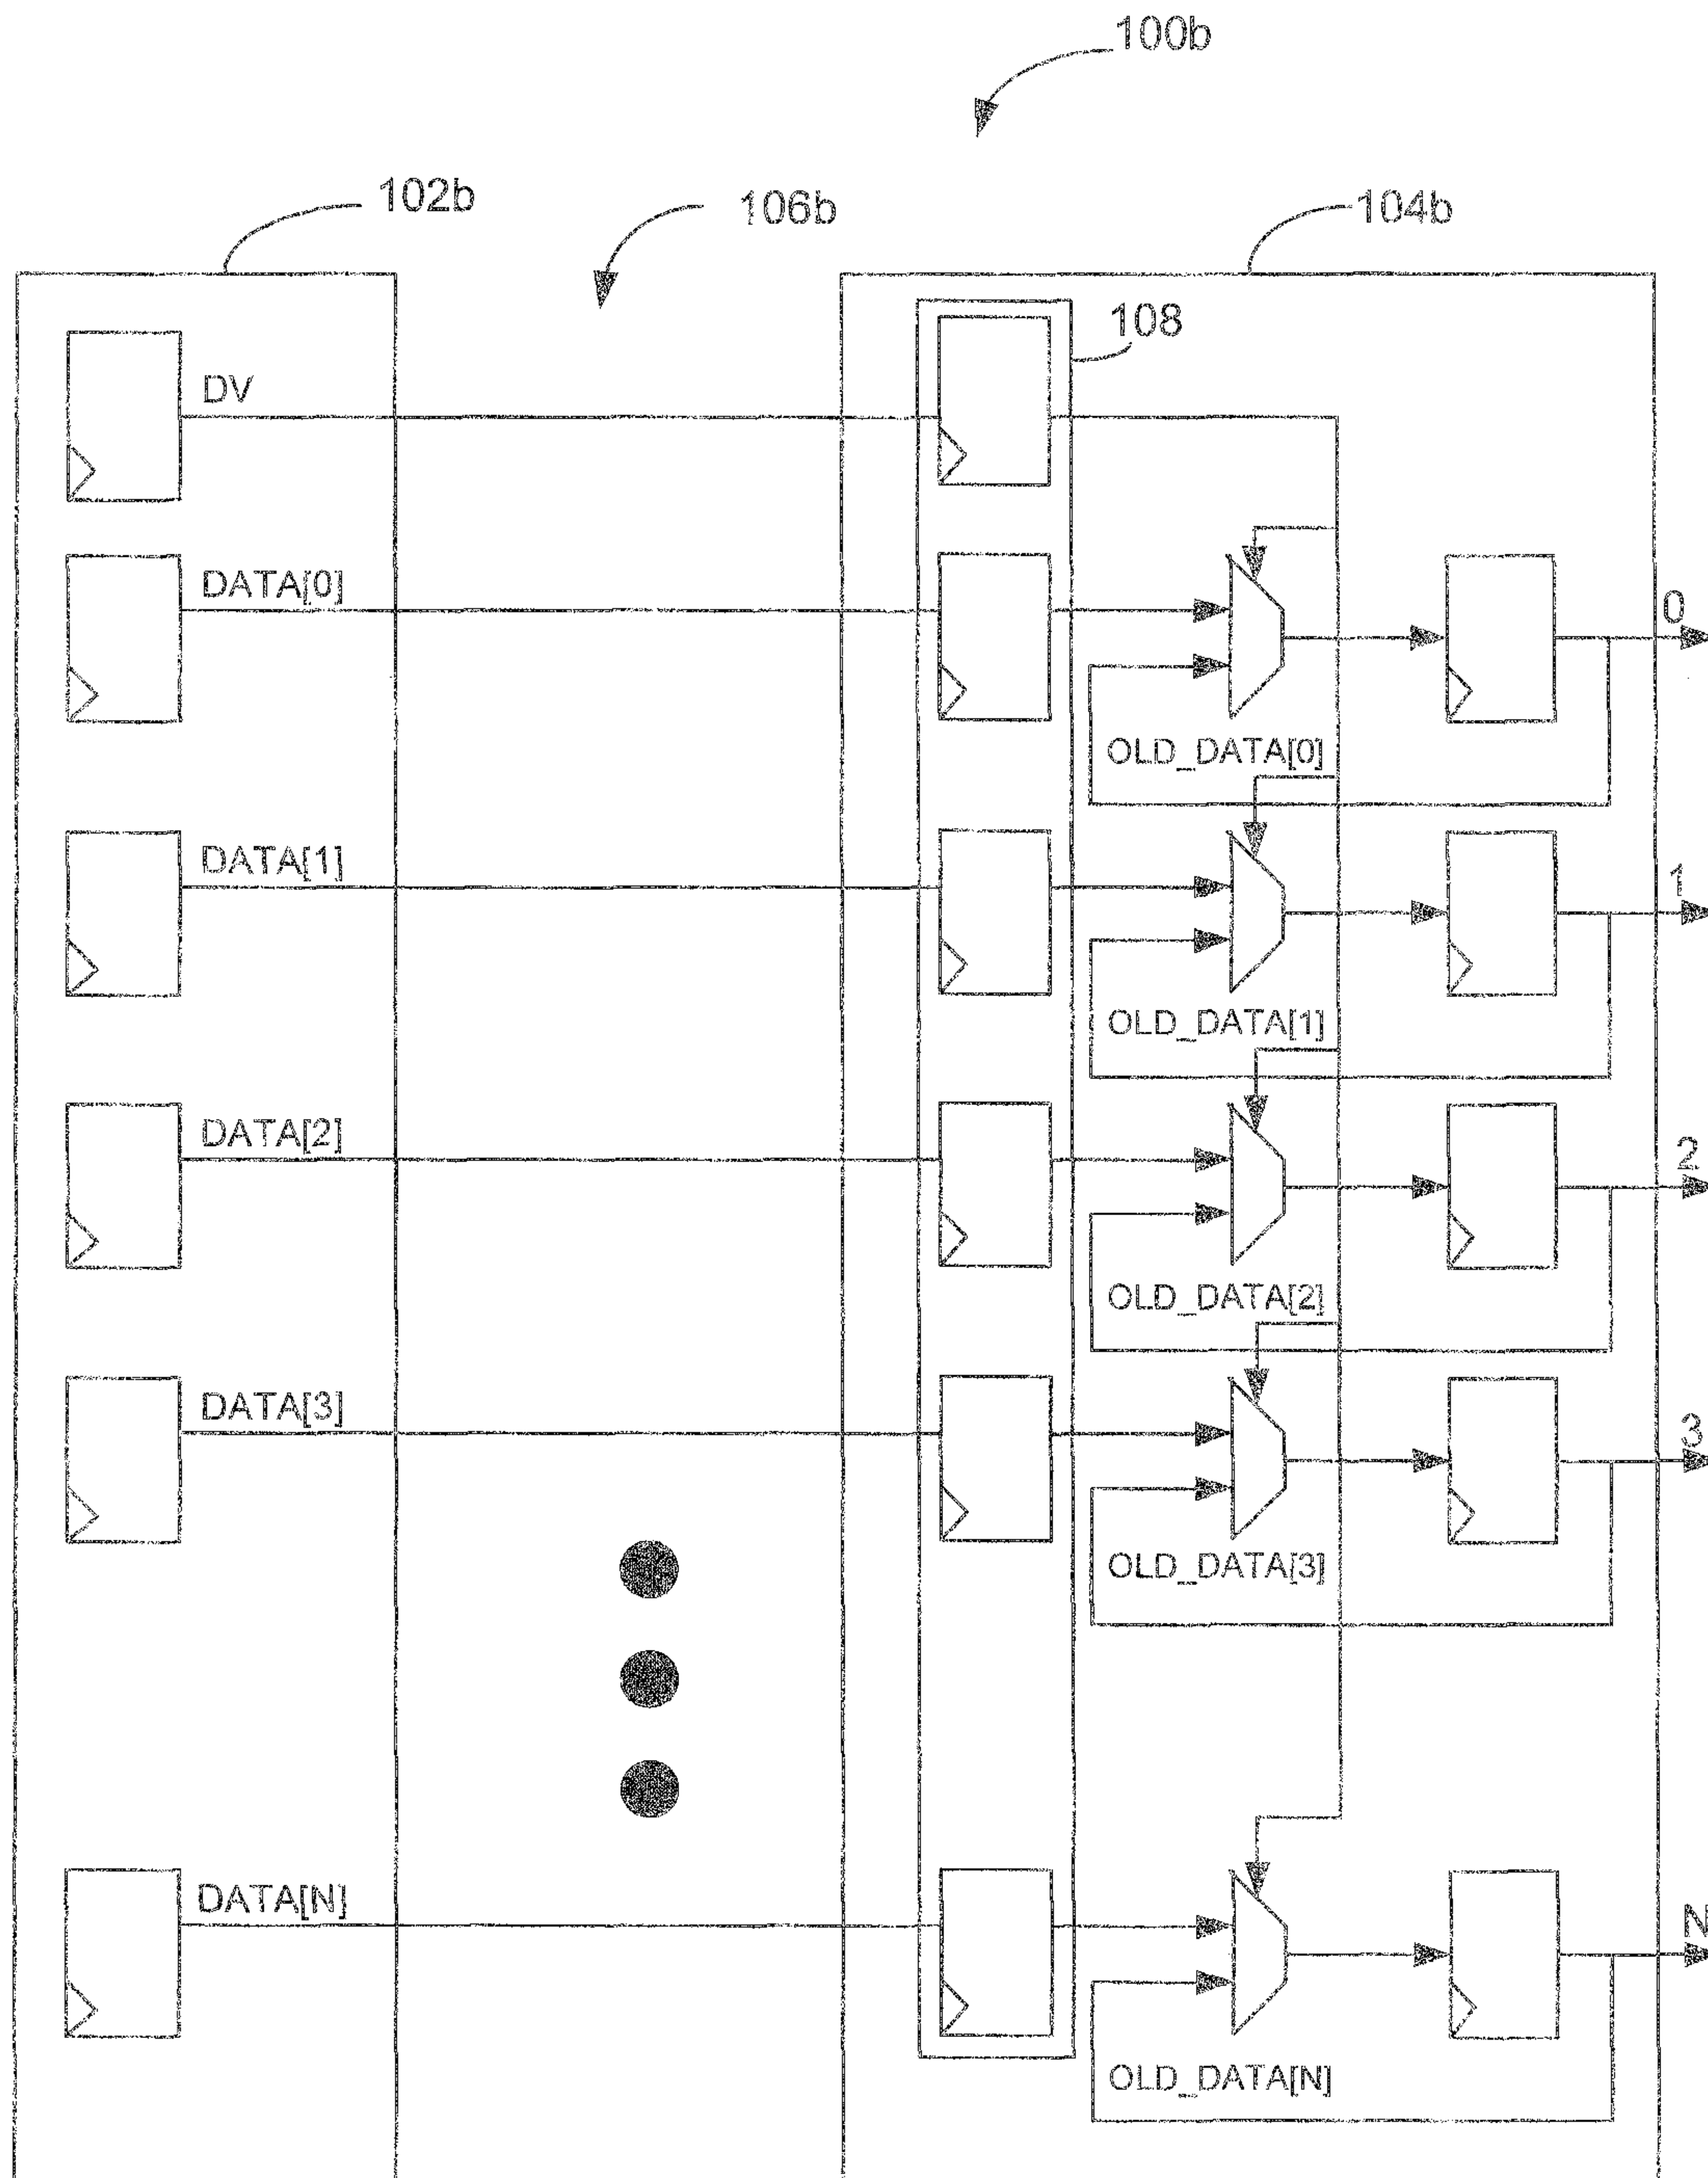 100b
102b
106b
104b
108
DV
DATA[0]
0
OLD_DATA[0]
DATA[1]
1
OLD_DATA[1]
DATA[2]
2
OLD_DATA[2]
DATA[3]
3
OLD_DATA[3]
DATA[N]
N
OLD_DATA[N]